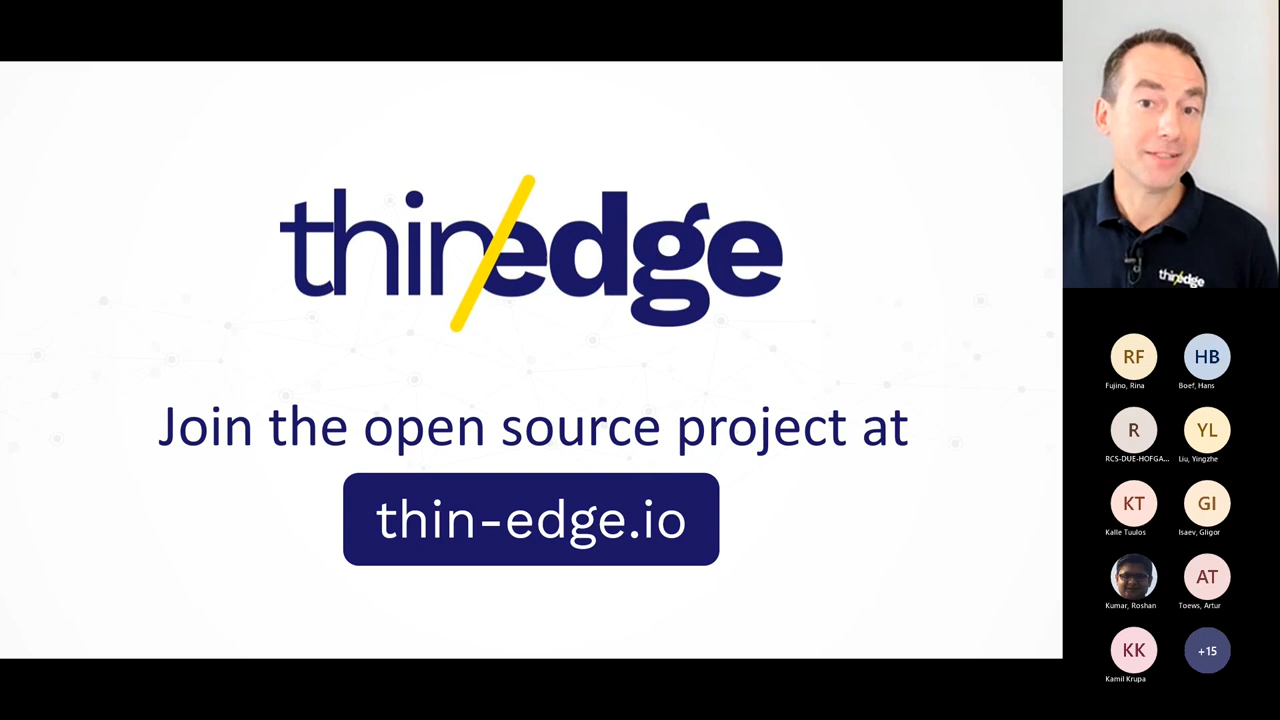 thin/edge
Join the open source project at
thin-edge.io
thin/edge
RF
HB
Fujino, Rina
Boef, Hans
R
YL
RCS-DUE-HOFGA...
Liu, Yingzhe
KT
GI
Kalle Tuulos
Isaev, Gligor
AT
Kumar, Roshan
Toews, Artur
KK
+15
Kamil Krupa